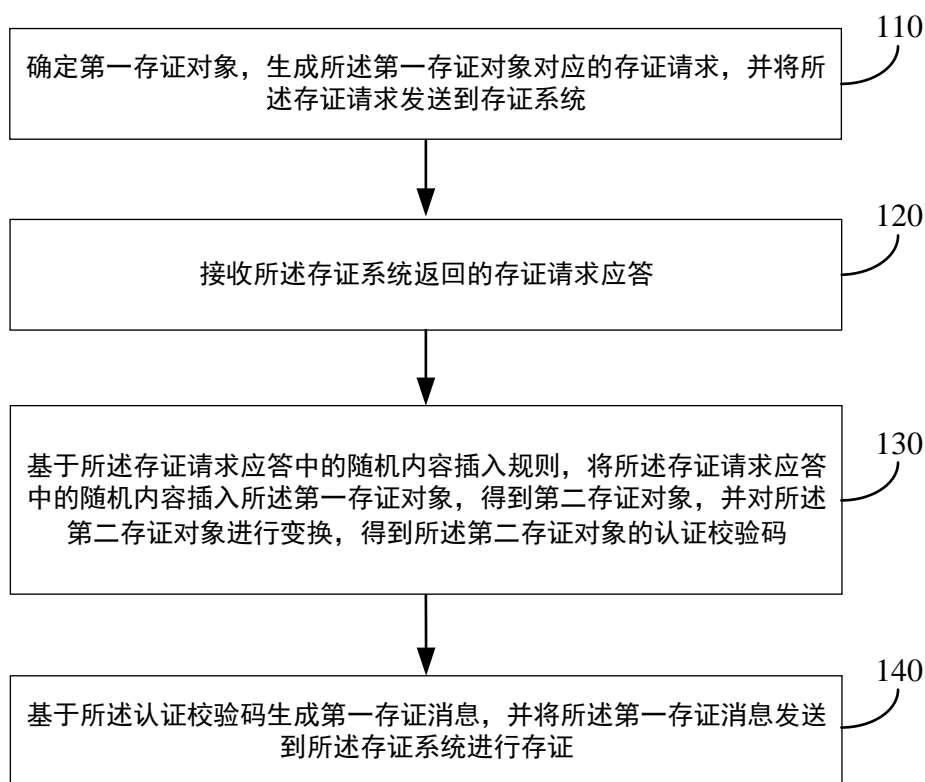 110
确定第一存证对象，生成所述第一存证对象对应的存证请求，并将所
述存证请求发送到存证系统
120
接收所述存证系统返回的存证请求应答
130
基于所述存证请求应答中的随机内容插入规则，将所述存证请求应答
中的随机内容插入所述第一存证对象，得到第二存证对象，并对所述
第二存证对象进行变换，得到所述第二存证对象的认证校验码
140
基于所述认证校验码生成第一存证消息，并将所述第一存证消息发送
到所述存证系统进行存证